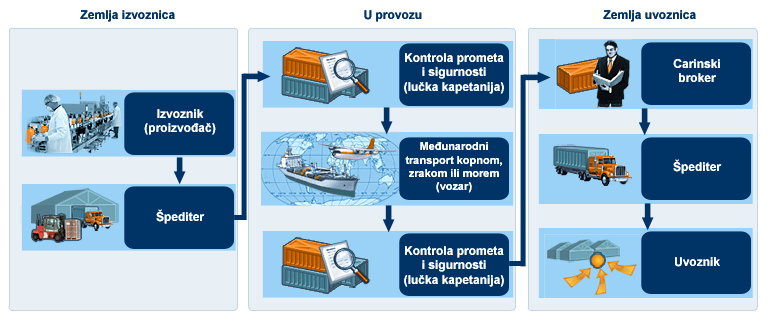 Zemlja izvoznica
Izvoznik
(proizvođač)
Špediter
U provozu
Kontrola prometa
i sigurnosti
(lučka kapetanija)
Međunarodni
transport kopnom,
zrakom ili morem
(vozar)
Kontrola prometa
i sigurnosti
(lučka kapetanija)
Zemlja uvoznica
Carinski
broker
Špediter
Uvoznik